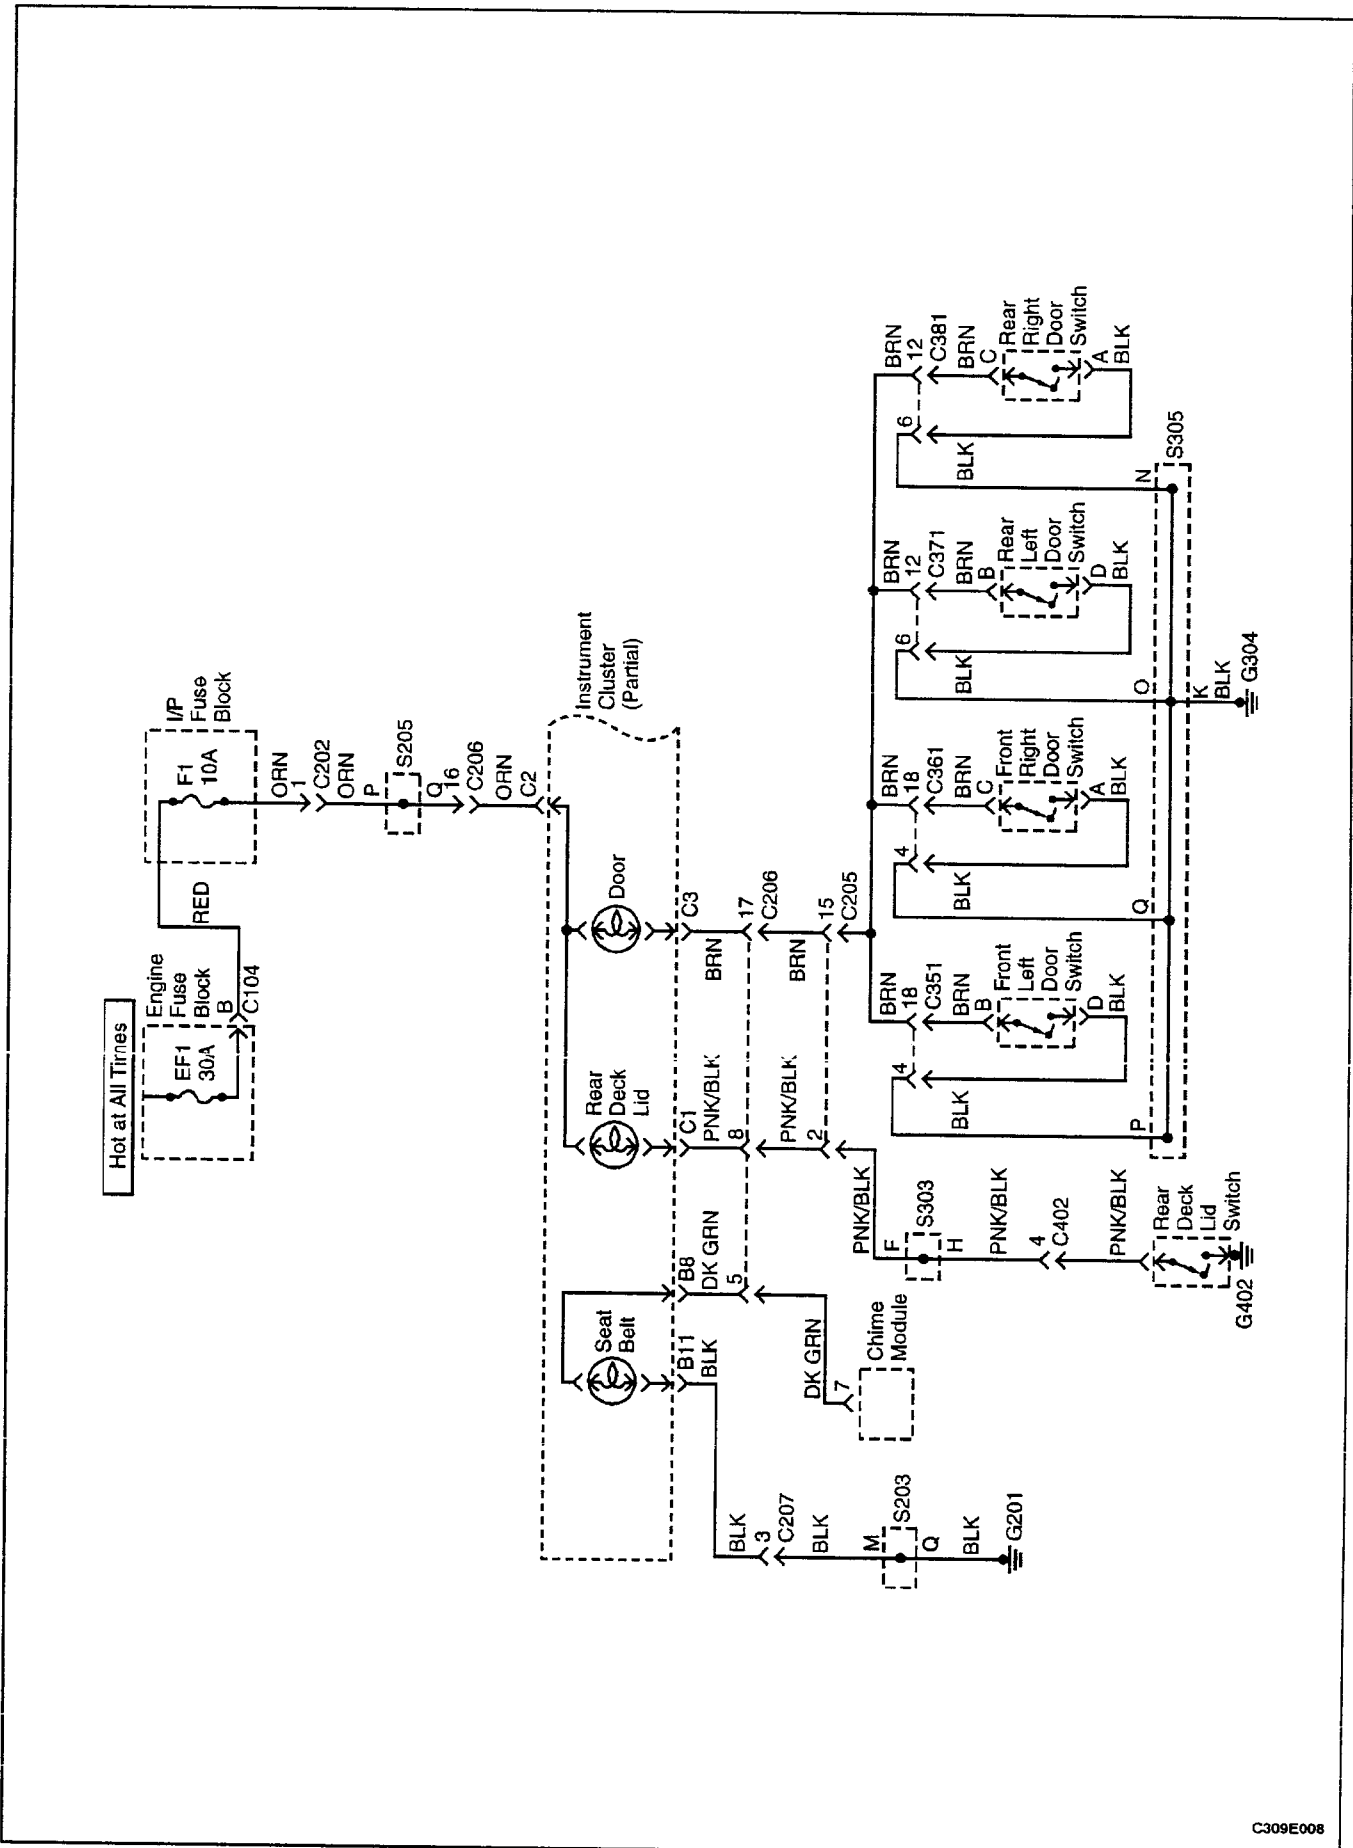 Hot at All Times
Engine
Fuse
Block
EF1
30A
B
C104
RED
I/P
Fuse
Block
F1
10A
ORN
1
C202
ORN
P
S205
Q
16
C206
ORN
C2
Instrument
Cluster
(Partial)
Seat
Belt
Rear
Deck
Lid
Door
B11
BLK
B8
DK GRN
C1
PNK/BLK
C3
BRN
5
8
17
C206
PNK/BLK
BRN
2
15
C205
BLK
3
C207
BLK
M
S203
Q
BLK
G201
DK GRN
7
Chime
Module
PNK/BLK
F
S303
H
PNK/BLK
4
C402
PNK/BLK
Rear
Deck
Lid
Switch
G402
BRN
4
18
C351
BLK
BRN
B
Front
Left
Door
Switch
D
BLK
P
BRN
4
18
C361
BLK
BRN
C
Front
Right
Door
Switch
A
BLK
Q
BRN
6
12
C371
BLK
BRN
B
Rear
Left
Door
Switch
D
BLK
O
BRN
6
12
C381
BLK
BRN
C
Rear
Right
Door
Switch
A
BLK
N
S305
K
BLK
G304
C309E008